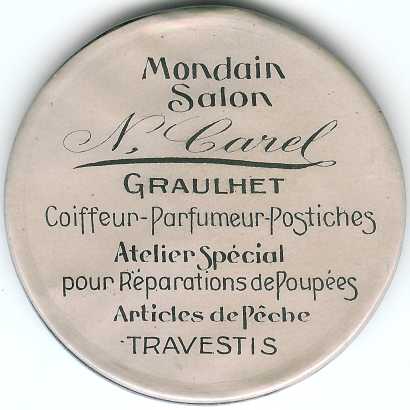 Mondain
Salon
N. Carel
GRAULHET
Coiffeur-Parfumeur-Postiches
Atelier Spécial
pour Réparations de Poupées
Articles de Pêche
TRAVESTIS